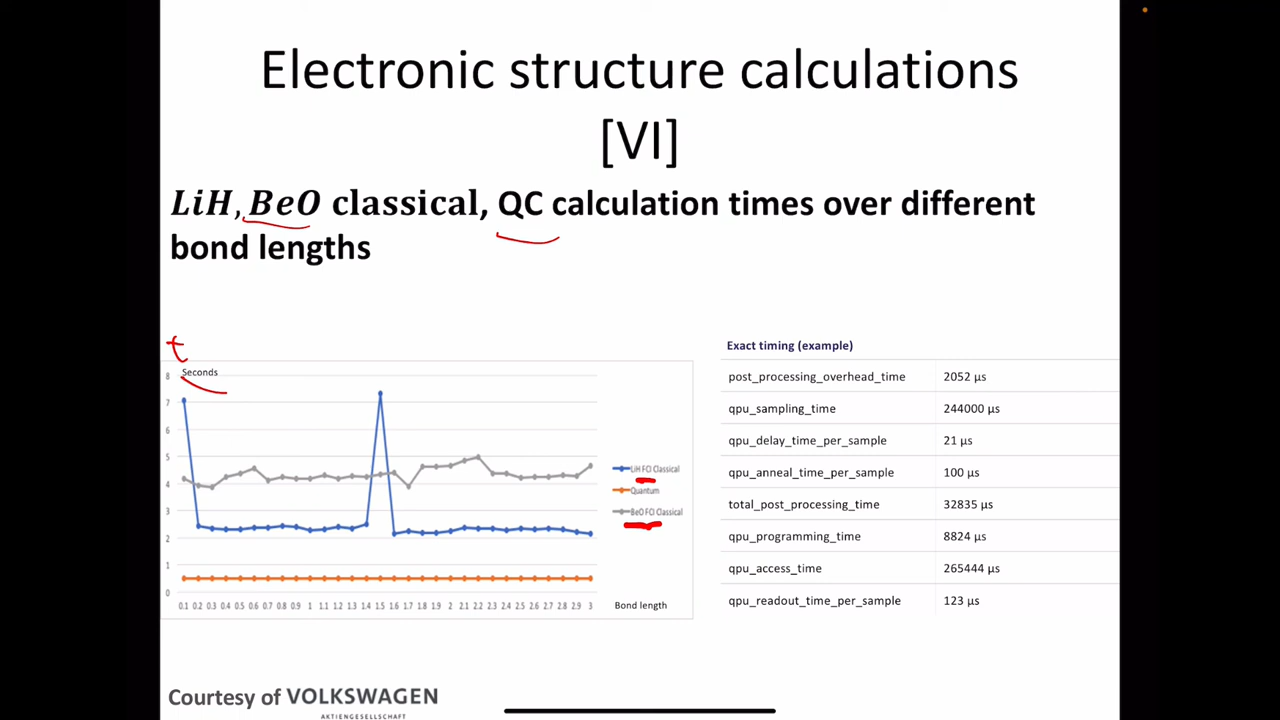 Electronic structure calculations
[VI]
LiH, BeO classical, QC calculation times over different
bond lengths
t
Seconds
8
7
6
5
4
3
2
1
0
0.1 0.2 0.3 0.4 0.5 0.6 0.7 0.8 0.9 1 1.1 1.2 1.3 1.4 1.5 1.6 1.7 1.8 1.9 2 2.1 2.2 2.3 2.4 2.5 2.6 2.7 2.8 2.9 3
Bond length
LiH FCI Classical
Quantum
BeO FCI Classical
Exact timing (example)
post_processing_overhead_time 2052 µs
qpu_sampling_time 244000 µs
qpu_delay_time_per_sample 21 µs
qpu_anneal_time_per_sample 100 µs
total_post_processing_time 32835 µs
qpu_programming_time 8824 µs
qpu_access_time 265444 µs
qpu_readout_time_per_sample 123 µs
Courtesy of VOLKSWAGEN
AKTIENGESELLSCHAFT